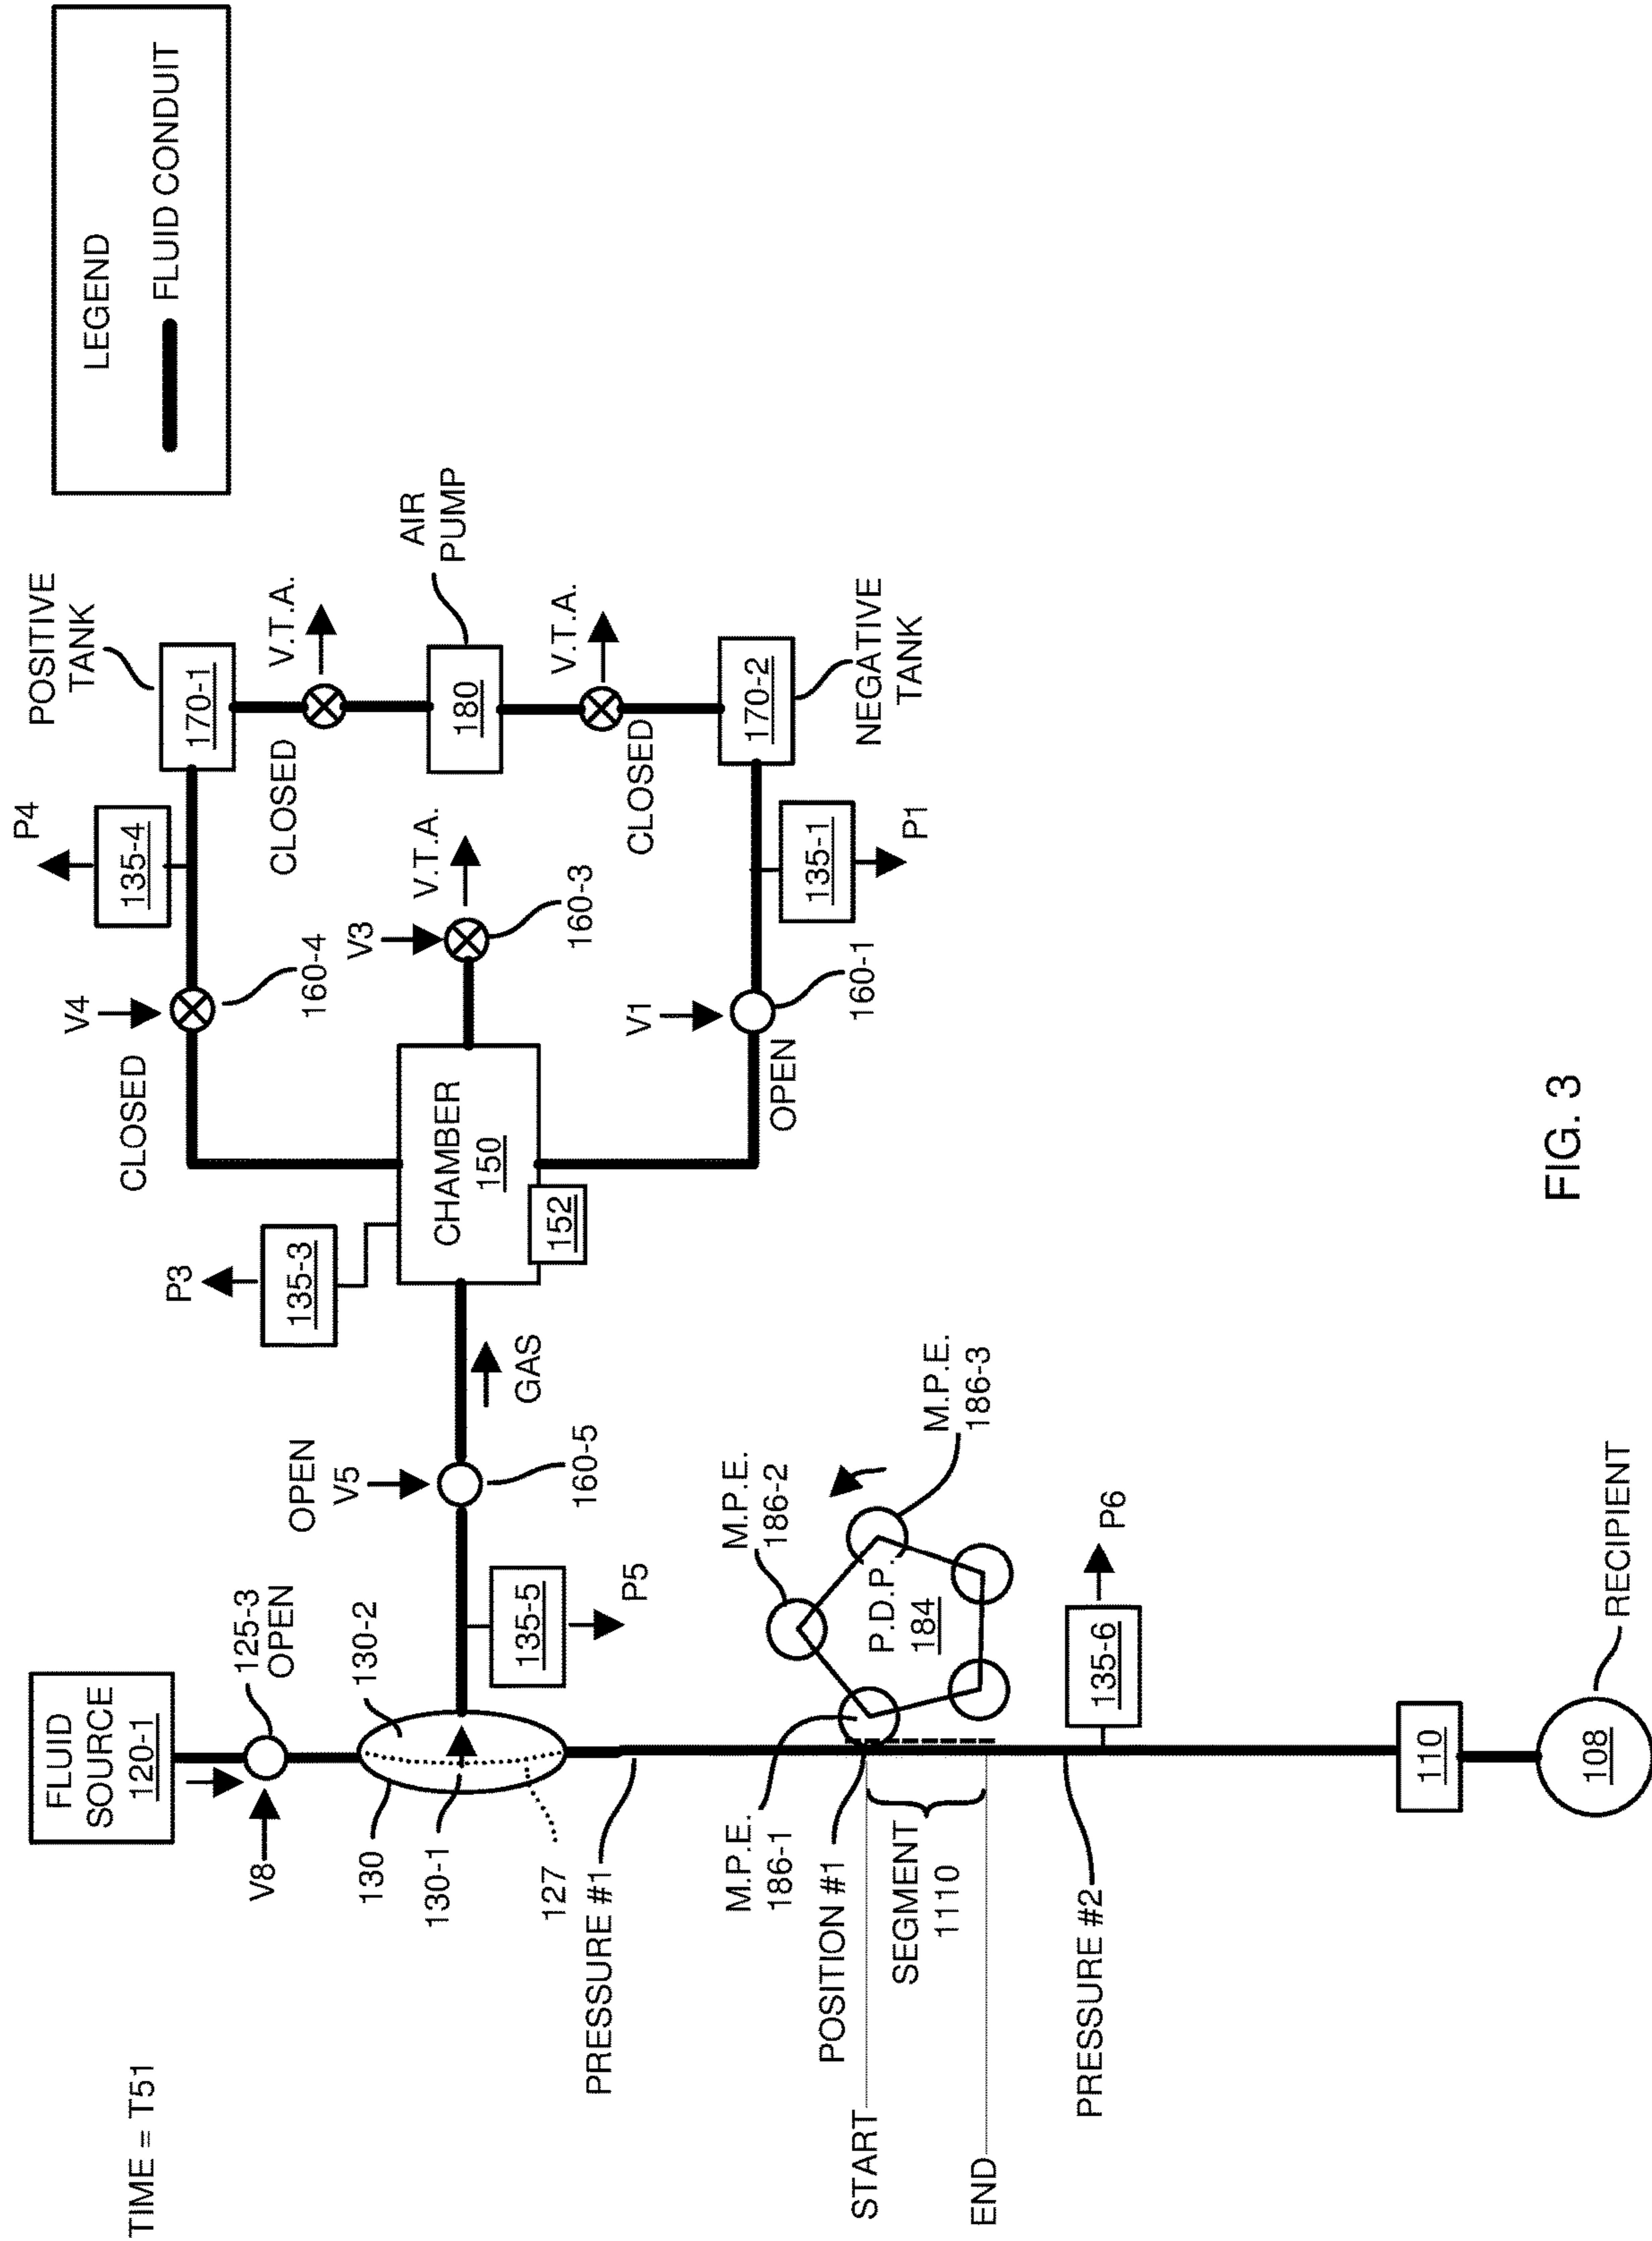 TIME = T51
FLUID
SOURCE
120-1
V8
125-3
OPEN
130
130-1
127
130-2
PRESSURE #1
135-5
P5
OPEN
V5
160-5
GAS
P3
135-3
CHAMBER
150
152
CLOSED
V4
160-4
P4
135-4
POSITIVE
TANK
170-1
V.T.A.
CLOSED
V3
160-3
V.T.A.
AIR
PUMP
180
V.T.A.
CLOSED
OPEN
V1
160-1
135-1
P1
170-2
NEGATIVE
TANK
LEGEND
FLUID CONDUIT
M.P.E.
186-1
M.P.E.
186-2
M.P.E.
186-3
P.D.P.
184
POSITION #1
START
SEGMENT
1110
END
PRESSURE #2
135-6
P6
110
108
RECIPIENT
FIG. 3